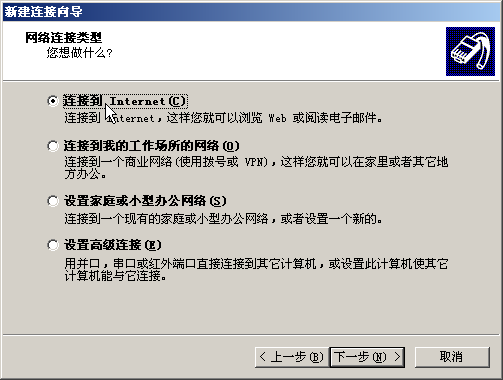 新建连接向导
网络连接类型
您想做什么?
连接到 Internet(C)
连接到 Internet，这样您就可以浏览 Web 或阅读电子邮件。
连接到我的工作场所的网络(O)
连接到一个商业网络(使用拨号或 VPN)，这样您就可以在家里或者其它地
方办公。
设置家庭或小型办公网络(S)
连接到一个现有的家庭或小型办公网络，或者设置一个新的。
设置高级连接(E)
用并口，串口或红外端口直接连接到其它计算机，或设置此计算机使其它
计算机能与它连接。
< 上一步(B) 下一步(N) > 取消